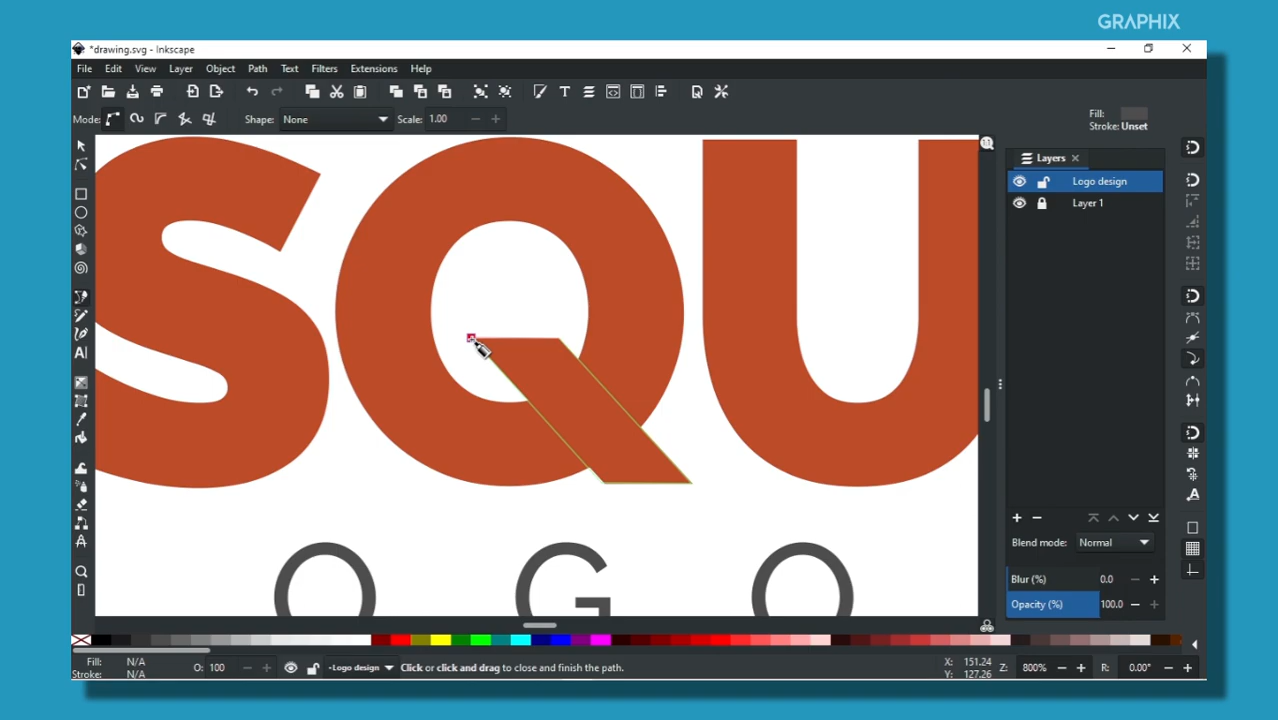 GRAPHIX
*drawing.svg - Inkscape
File Edit View Layer Object Path Text Filters Extensions Help
Mode: Shape: None Scale: 1.00 Fill:
Stroke: Unset
1:1
Layers
Logo design
Layer 1
SQU
OGO
Blend mode: Normal
Blur (%) 0.0
Opacity (%) 100.0
Fill: N/A
Stroke: N/A
O: 100
•Logo design
Click or click and drag to close and finish the path.
X: 151.24
Y: 127.26
Z: 800%
R: 0.00°